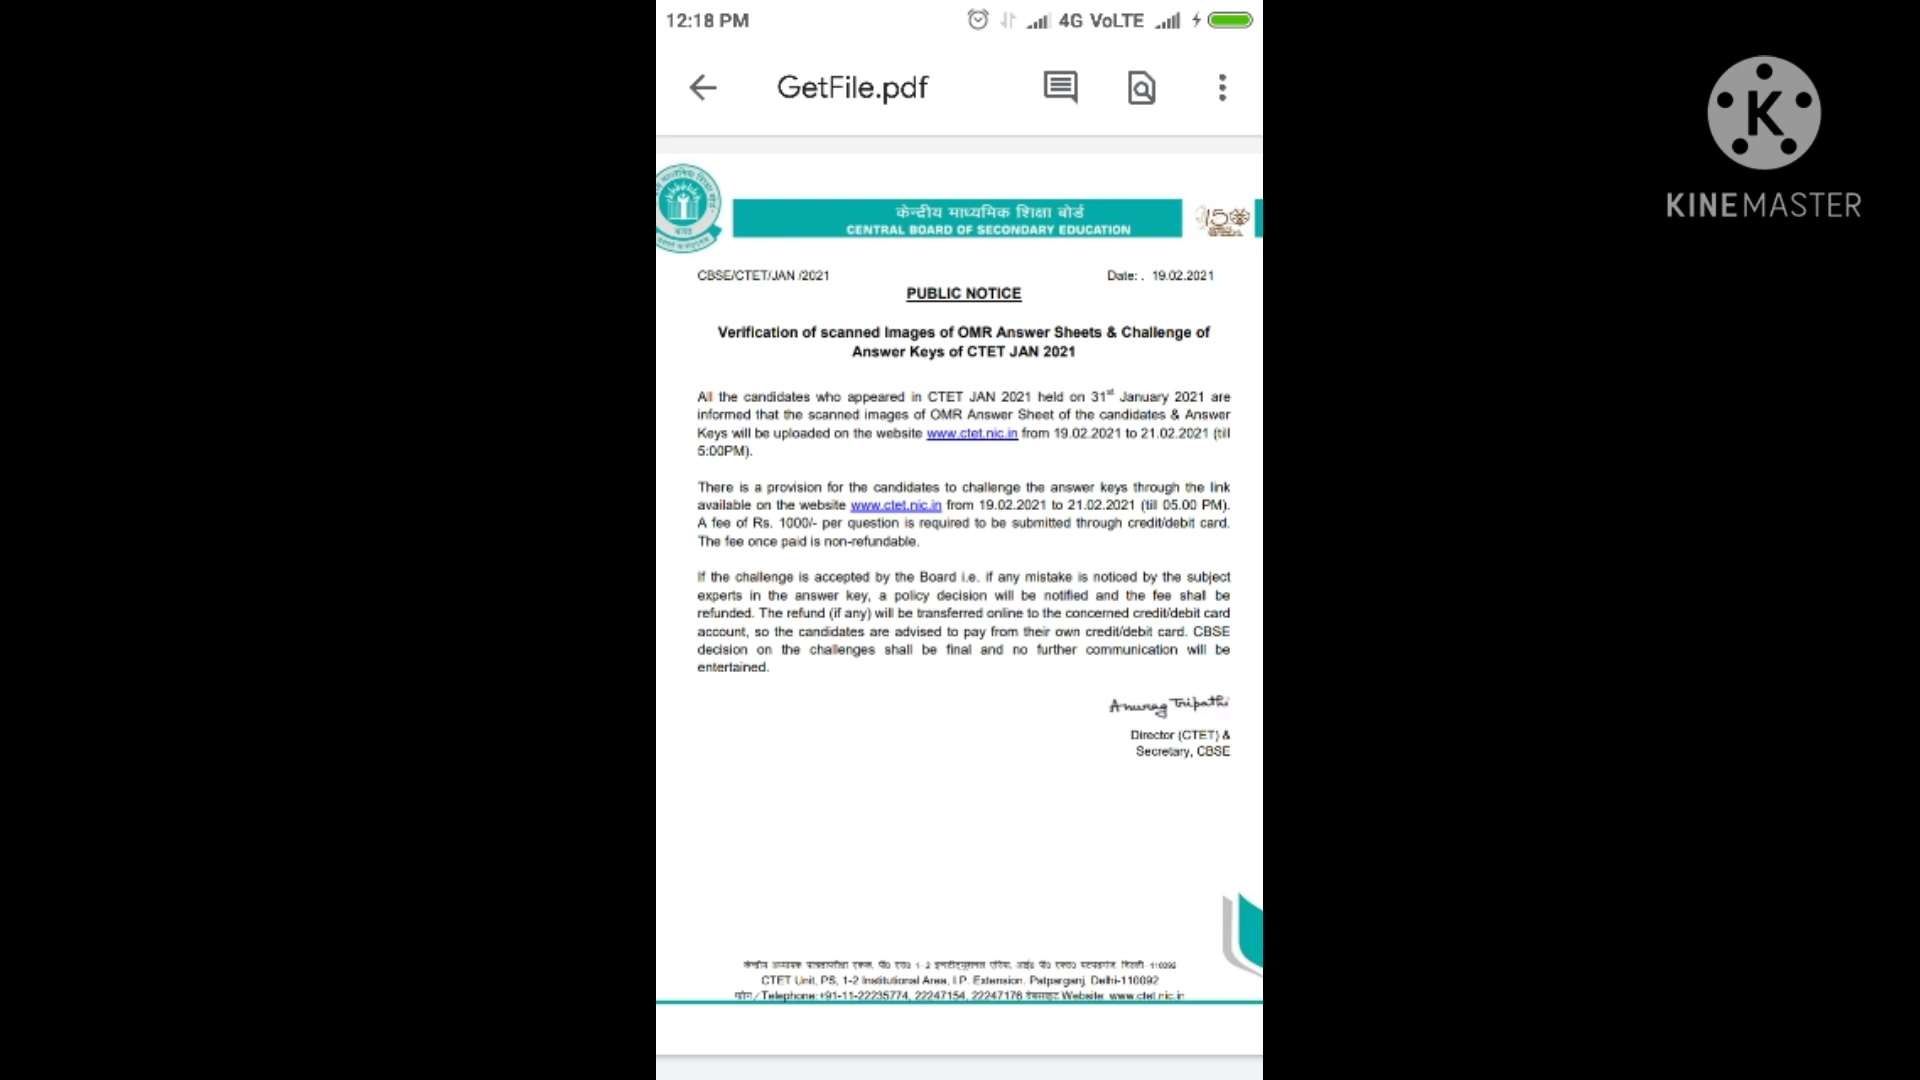 12:18 PM
4G VoLTE
GetFile.pdf
K
KINEMASTER
केन्द्रीय माध्यमिक शिक्षा बोर्ड
CENTRAL BOARD OF SECONDARY EDUCATION
150
CBSE/CTET/JAN /2021 Date: . 19.02.2021
PUBLIC NOTICE
Verification of scanned Images of OMR Answer Sheets & Challenge of
Answer Keys of CTET JAN 2021
All the candidates who appeared in CTET JAN 2021 held on 31st January 2021 are
informed that the scanned images of OMR Answer Sheet of the candidates & Answer
Keys will be uploaded on the website www.ctet.nic.in from 19.02.2021 to 21.02.2021 (till
5:00PM).
There is a provision for the candidates to challenge the answer keys through the link
available on the website www.ctet.nic.in from 19.02.2021 to 21.02.2021 (till 05.00 PM).
A fee of Rs. 1000/- per question is required to be submitted through credit/debit card.
The fee once paid is non-refundable.
If the challenge is accepted by the Board i.e. if any mistake is noticed by the subject
experts in the answer key, a policy decision will be notified and the fee shall be
refunded. The refund (if any) will be transferred online to the concerned credit/debit card
account, so the candidates are advised to pay from their own credit/debit card. CBSE
decision on the challenges shall be final and no further communication will be
entertained.
Anurag Tripathi
Director (CTET) &
Secretary, CBSE
CTET Unit, PS, 1-2 Institutional Area, I.P. Extension, Patparganj, Delhi-110092
फोन/Telephone:+91-11-22235774, 22247154, 22247176 वेबसाइट Website: www.ctet.nic.in